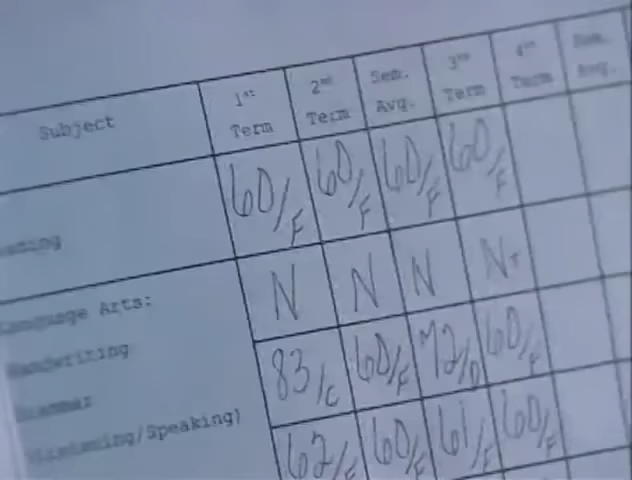 Subject 1st Term 2nd Term Sem. Avg. 3rd Term 4th Term Sem. Avg.
60/F 60/F 60/F 60/F
Language Arts:
N N N N+
Handwriting
83/C 60/F 72/D 60/F
Grammar
(Listening/Speaking)
62/F 60/F 61/F 60/F